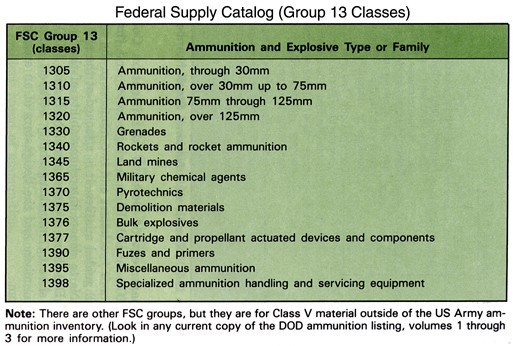 Federal Supply Catalog (Group 13 Classes)
FSC Group 13
(classes)
Ammunition and Explosive Type or Family
1305 Ammunition, through 30mm
1310 Ammunition, over 30mm up to 75mm
1315 Ammunition 75mm through 125mm
1320 Ammunition, over 125mm
1330 Grenades
1340 Rockets and rocket ammunition
1345 Land mines
1365 Military chemical agents
1370 Pyrotechnics
1375 Demolition materials
1376 Bulk explosives
1377 Cartridge and propellant actuated devices and components
1390 Fuzes and primers
1395 Miscellaneous ammunition
1398 Specialized ammunition handling and servicing equipment
Note: There are other FSC groups, but they are for Class V material outside of the US Army am-
munition inventory. (Look in any current copy of the DOD ammunition listing, volumes 1 through
3 for more information.)